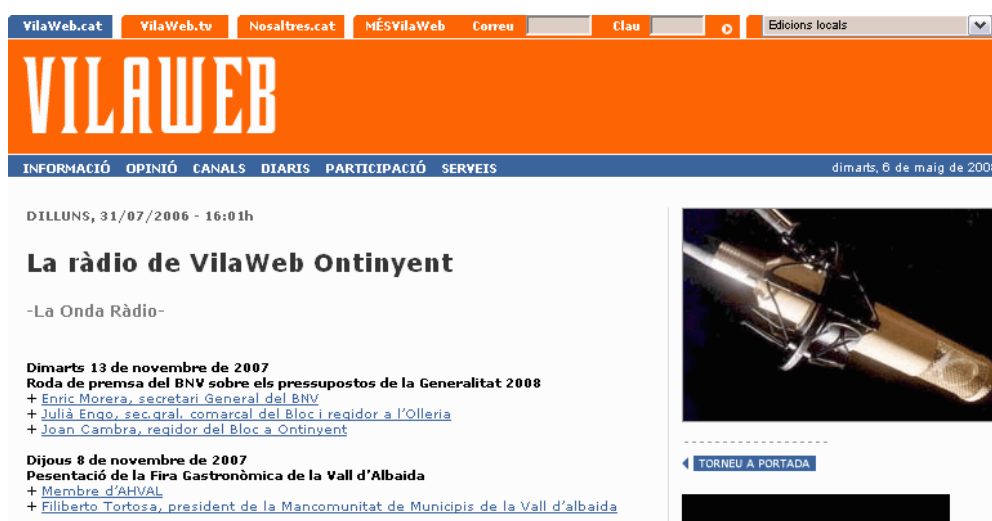 VilaWeb.cat VilaWeb.tv Nosaltres.cat MÉSVilaWeb Correu Clau Edicions locals
VILAWEB
INFORMACIÓ OPINIÓ CANALS DIARIS PARTICIPACIÓ SERVEIS dimarts, 6 de maig de 2008
DILLUNS, 31/07/2006 - 16:01h
La ràdio de VilaWeb Ontinyent
-La Onda Ràdio-
Dimarts 13 de novembre de 2007
Roda de premsa del BNV sobre els pressupostos de la Generalitat 2008
+ Enric Morera, secretari General del BNV
+ Julià Engo, sec.gral. comarcal del Bloc i regidor a l'Olleria
+ Joan Cambra, regidor del Bloc a Ontinyent
Dijous 8 de novembre de 2007
Pesentació de la Fira Gastronòmica de la Vall d'Albaida
+ Membre d'AHVAL
+ Filiberto Tortosa, president de la Mancomunitat de Municipis de la Vall d'albaida
TORNEU A PORTADA